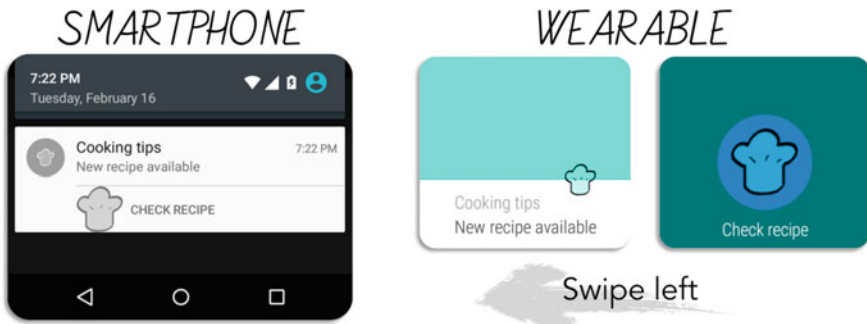 SMARTPHONE
7:22 PM
Tuesday, February 16
Cooking tips 7:22 PM
New recipe available
CHECK RECIPE
WEARABLE
Cooking tips
New recipe available
Check recipe
Swipe left